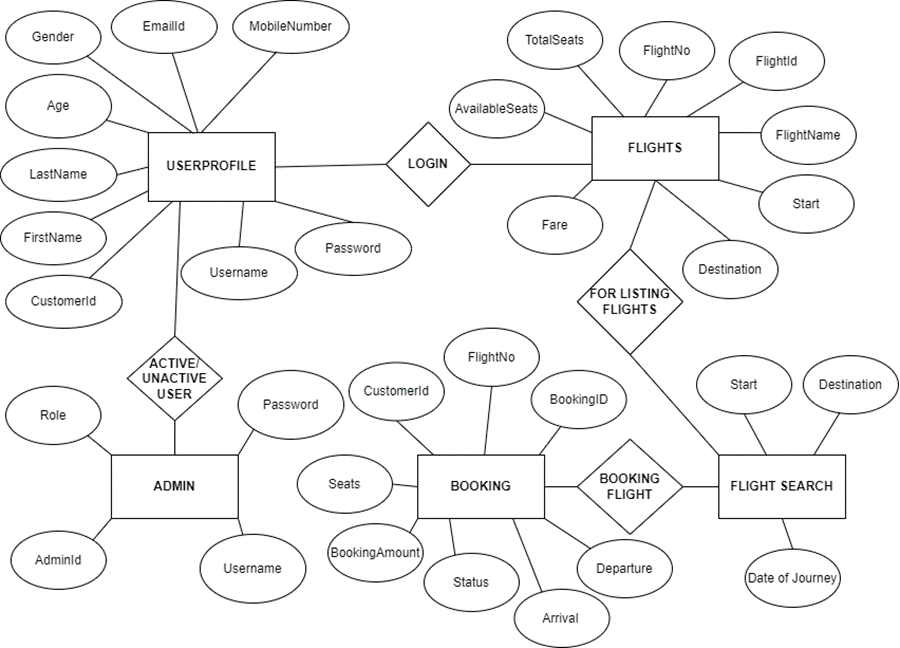 Gender
EmailId
MobileNumber
Age
LastName
FirstName
CustomerId
USERPROFILE
Username
Password
LOGIN
TotalSeats
FlightNo
FlightId
AvailableSeats
FlightName
FLIGHTS
Start
Fare
Destination
FOR LISTING
FLIGHTS
ACTIVE/
UNACTIVE
USER
Role
Password
ADMIN
AdminId
Username
CustomerId
FlightNo
BookingID
Seats
BOOKING
BookingAmount
Status
Arrival
Departure
BOOKING
FLIGHT
Start
Destination
FLIGHT SEARCH
Date of Journey